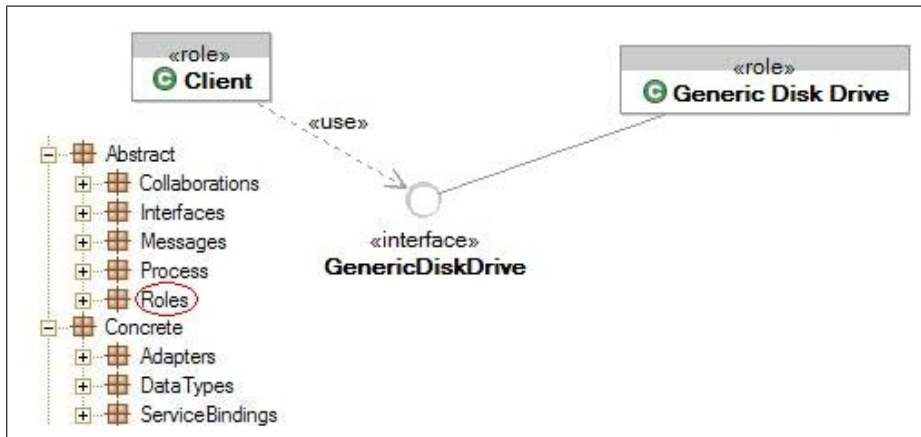 «role»
C Client
«role»
C Generic Disk Drive
«use»
«interface»
GenericDiskDrive
Abstract
Collaborations
Interfaces
Messages
Process
Roles
Concrete
Adapters
DataTypes
ServiceBindings